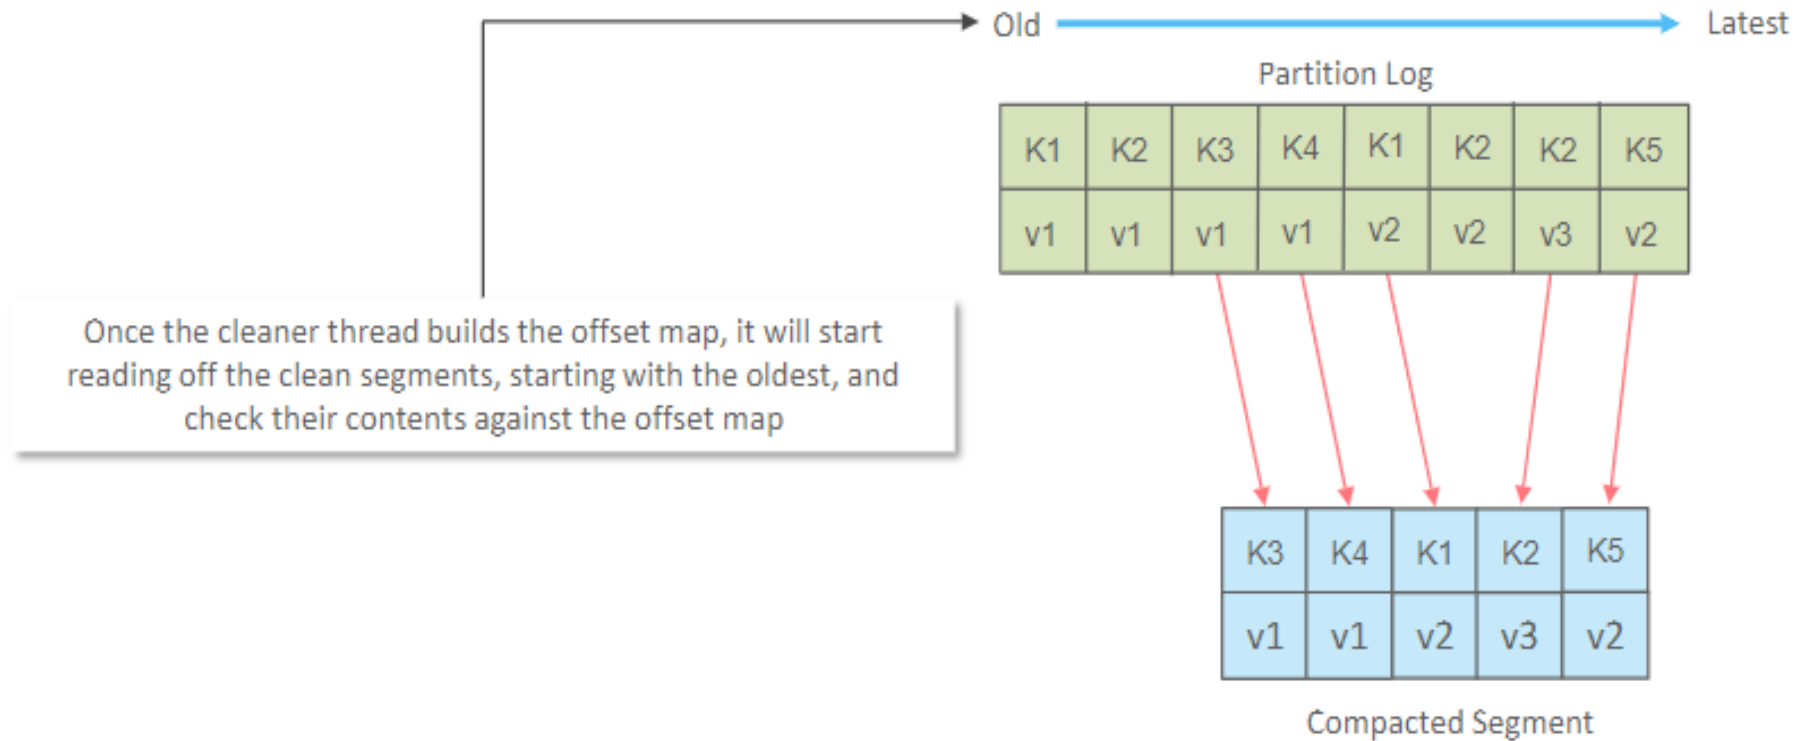 Old Latest
Partition Log
K1 K2 K3 K4 K1 K2 K2 K5
v1 v1 v1 v1 v2 v2 v3 v2
Once the cleaner thread builds the offset map, it will start
reading off the clean segments, starting with the oldest, and
check their contents against the offset map
K3 K4 K1 K2 K5
v1 v1 v2 v3 v2
Compacted Segment